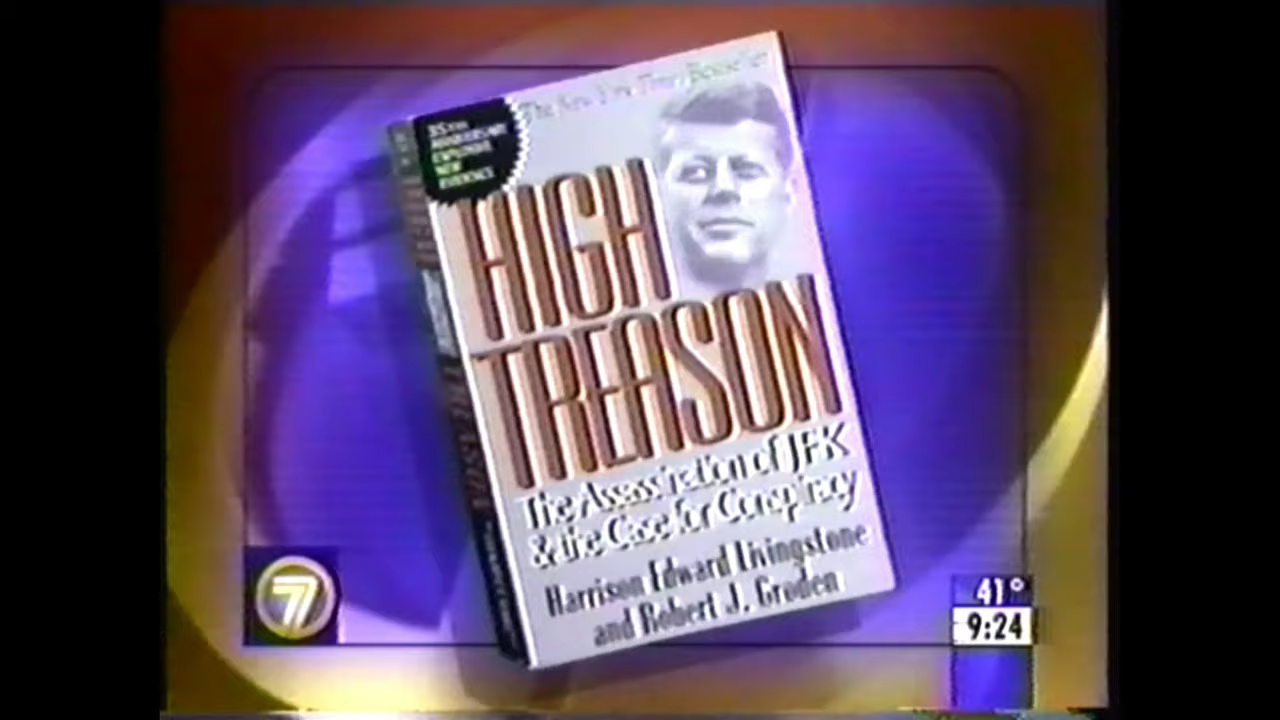 The New York Times Bestseller
35TH
ANNIVERSARY
EXPLOSIVE
NEW
EVIDENCE
HIGH
TREASON
The Assassination of JFK
& the Case for Conspiracy
Harrison Edward Livingstone
and Robert J. Groden
TREASON
7
41°
9:24